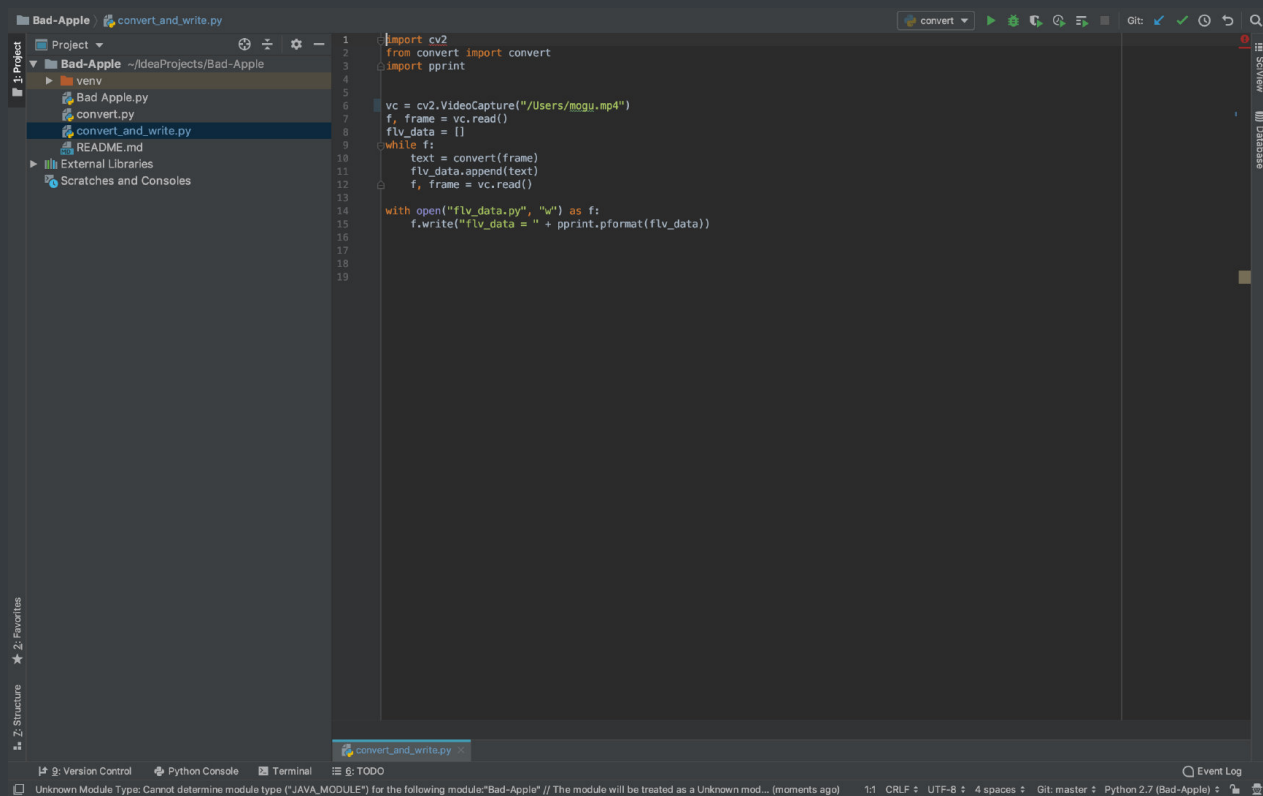 Bad-Apple convert_and_write.py convert Git:
Project
1: Project
Bad-Apple ~/IdeaProjects/Bad-Apple
venv
Bad Apple.py
convert.py
convert_and_write.py
README.md
External Libraries
Scratches and Consoles
1 import cv2
2 from convert import convert
3 import pprint
4
5
6 vc = cv2.VideoCapture("/Users/mogu.mp4")
7 f, frame = vc.read()
8 flv_data = []
9 while f:
10 text = convert(frame)
11 flv_data.append(text)
12 f, frame = vc.read()
13
14 with open("flv_data.py", "w") as f:
15 f.write("flv_data = " + pprint.pformat(flv_data))
16
17
18
19
SciView
Database
2: Favorites
Z: Structure
convert_and_write.py
9: Version Control Python Console Terminal 6: TODO Event Log
Unknown Module Type: Cannot determine module type ("JAVA_MODULE") for the following module:"Bad-Apple" // The module will be treated as a Unknown mod... (moments ago) 1:1 CRLF UTF-8 4 spaces Git: master Python 2.7 (Bad-Apple)